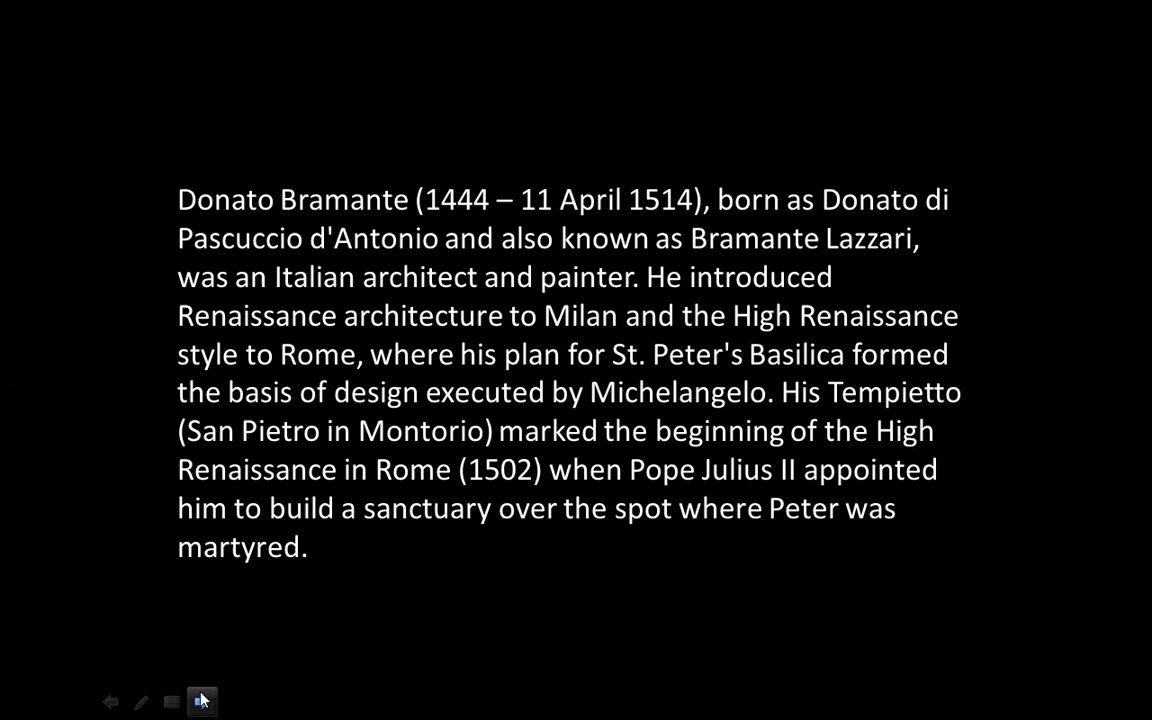 Donato Bramante (1444 – 11 April 1514), born as Donato di
Pascuccio d'Antonio and also known as Bramante Lazzari,
was an Italian architect and painter. He introduced
Renaissance architecture to Milan and the High Renaissance
style to Rome, where his plan for St. Peter's Basilica formed
the basis of design executed by Michelangelo. His Tempietto
(San Pietro in Montorio) marked the beginning of the High
Renaissance in Rome (1502) when Pope Julius II appointed
him to build a sanctuary over the spot where Peter was
martyred.